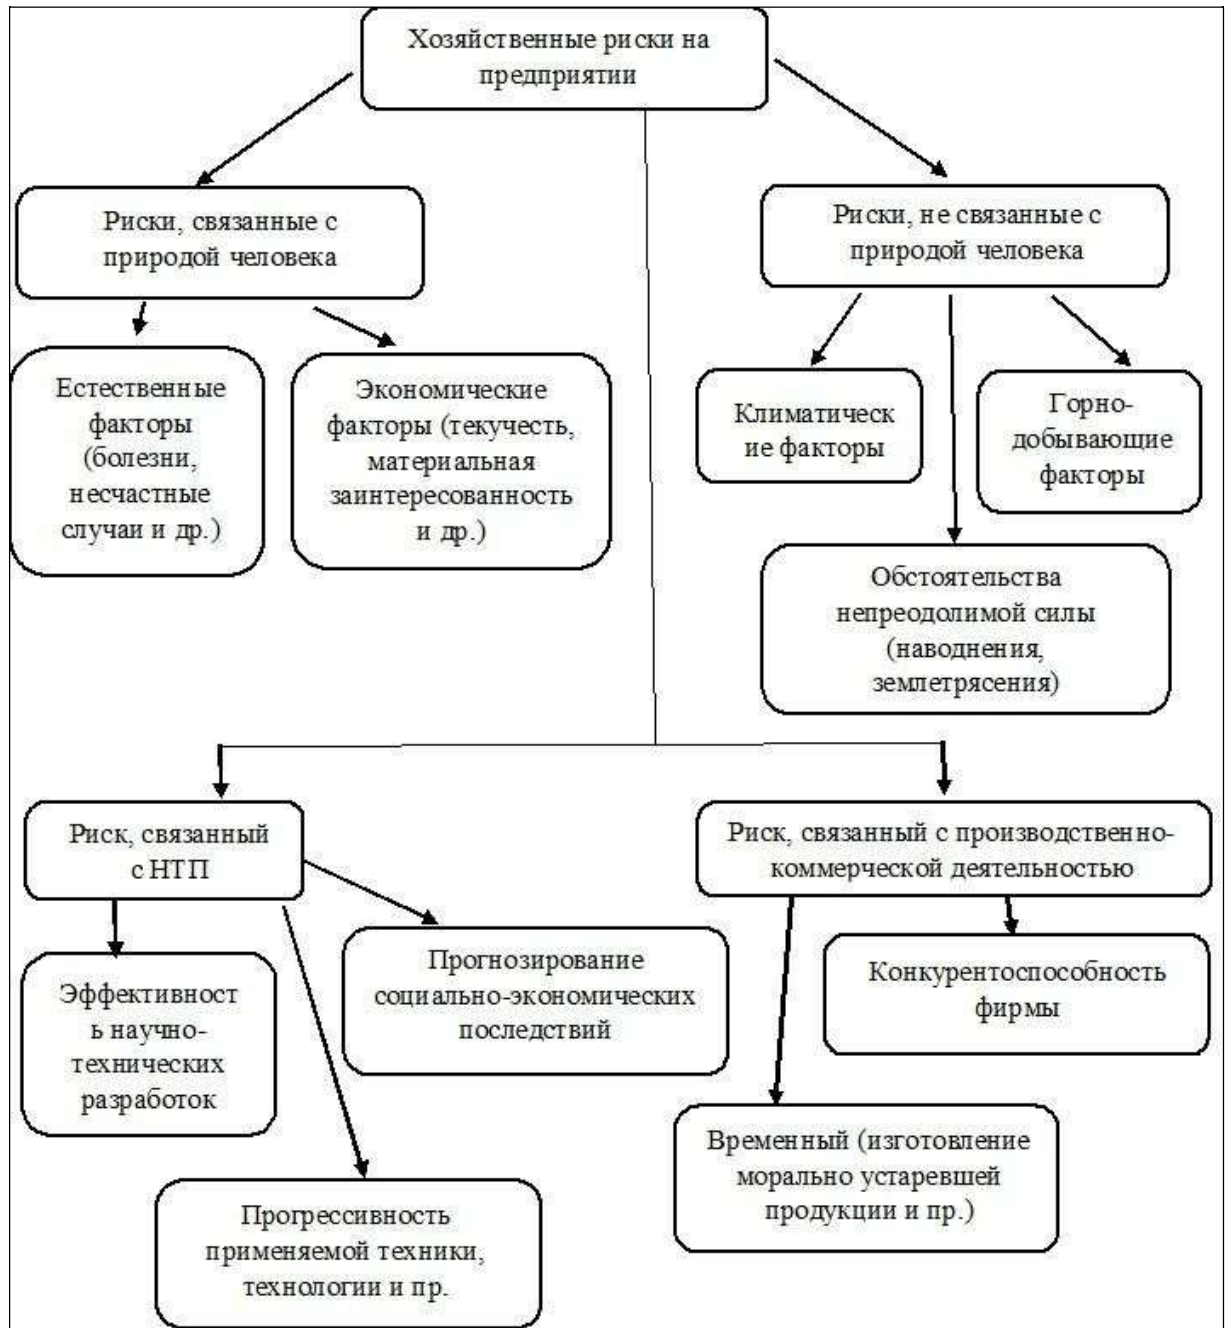 Хозяйственные риски на
предприятии
Риски, связанные с
природой человека
Риски, не связанные с
природой человека
Естественные
факторы
(болезни,
несчастные
случаи и др.)
Экономические
факторы (текучесть,
материальная
заинтересованность
и др.)
Климатическ
ие факторы
Горно-
добывающие
факторы
Обстоятельства
непреодолимой силы
(наводнения,
землетрясения)
Риск, связанный
с НТП
Риск, связанный с производственно-
коммерческой деятельностью
Эффективност
ь научно-
технических
разработок
Прогнозирование
социально-экономических
последствий
Конкурентоспособность
фирмы
Временный (изготовление
морально устаревшей
продукции и пр.)
Прогрессивность
применяемой техники,
технологии и пр.